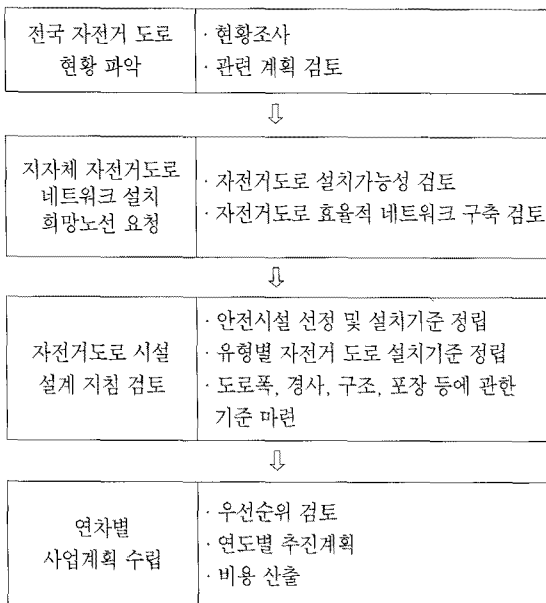 전국 자전거 도로
현황 파악
· 현황조사
· 관련 계획 검토
⇩
지자체 자전거도로
네트워크 설치
희망노선 요청
· 자전거도로 설치가능성 검토
· 자전거도로 효율적 네트워크 구축 검토
⇩
자전거도로 시설
설계 지침 검토
· 안전시설 선정 및 설치기준 정립
· 유형별 자전거 도로 설치기준 정립
· 도로폭, 경사, 구조, 포장 등에 관한
기준 마련
⇩
연차별
사업계획 수립
· 우선순위 검토
· 연도별 추진계획
· 비용 산출